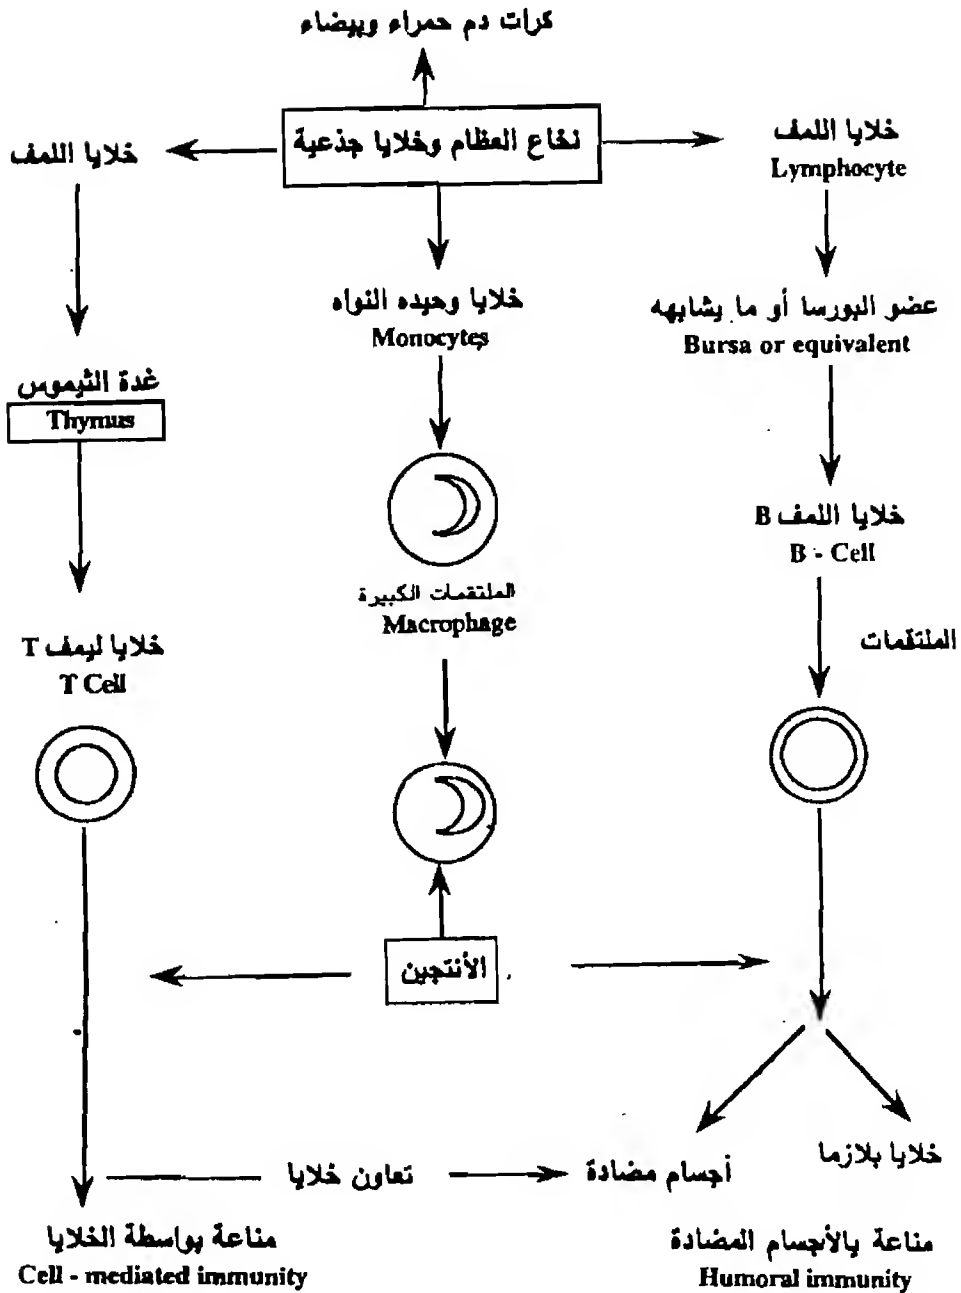 كرات دم حمراء وبيضاء
نخاع العظام وخلايا جذعية
خلايا اللمف
Lymphocyte
خلايا اللمف
خلايا وحيده النواه
Monocytes
عضو البورسا أو ما يشابهه
Bursa or equivalent
غدة الثيموس
Thymus
خلايا اللمف B
B - Cell
الملتقمات الكبيرة
Macrophage
الملتقمات
خلايا ليمف T
T Cell
الأنتجين
خلايا بلازما
أجسام مضادة
تعاون خلايا
مناعة بالأجسام المضادة
Humoral immunity
مناعة بواسطة الخلايا
Cell - mediated immunity